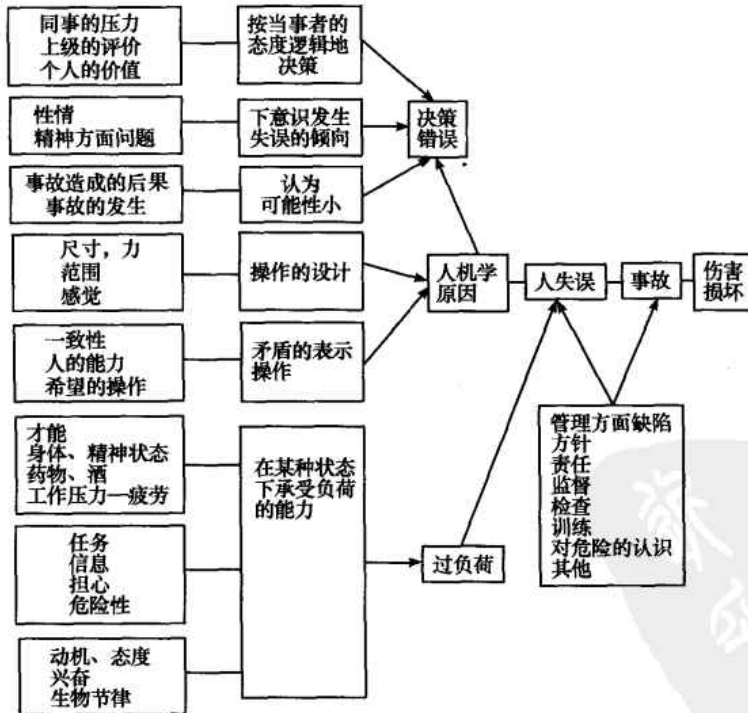 同事的压力
上级的评价
个人的价值
按当事者的
态度逻辑地
决策
性情
精神方面问题
下意识发生
失误的倾向
决策
错误
事故造成的后果
事故的发生
认为
可能性小
尺寸，力
范围
感觉
操作的设计
人机学
原因
人失误
事故
伤害
损坏
一致性
人的能力
希望的操作
矛盾的表示
操作
才能
身体、精神状态
药物、酒
工作压力—疲劳
在某种状态
下承受负荷
的能力
管理方面缺陷
方针
责任
监督
检查
训练
对危险的认识
其他
任务
信息
担心
危险性
过负荷
动机、态度
兴奋
生物节律